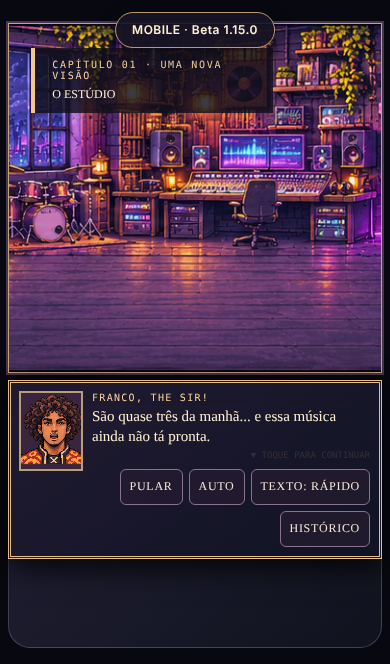 MOBILE · Beta 1.15.0
CAPÍTULO 01 · UMA NOVA
VISÃO
O ESTÚDIO
FRANCO, THE SIR!
São quase três da manhã... e essa música
ainda não tá pronta.
▼ TOQUE PARA CONTINUAR
PULAR
AUTO
TEXTO: RÁPIDO
HISTÓRICO